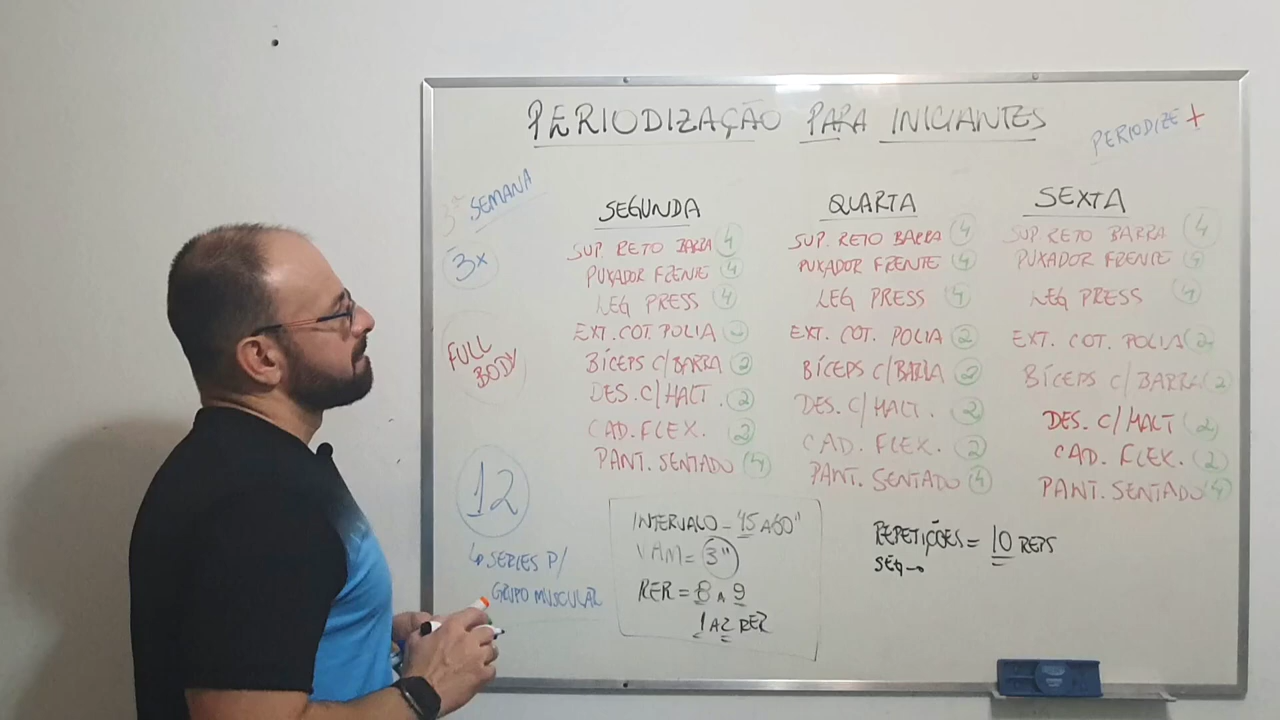 PERIODIZAÇÃO PARA INICIANTES
PERIODIZE +
3ª SEMANA
3x
FULL
BODY
12
↳ SERIES P/
GRUPO MUSCULAR
SEGUNDA
SUP. RETO BARRA 4
PUXADOR FRENTE 4
LEG PRESS 4
EXT. COT. POLIA 2
BÍCEPS C/BARRA 2
DES. C/HALT. 2
CAD. FLEX. 2
PANT. SENTADO 4
QUARTA
SUP. RETO BARRA 4
PUXADOR FRENTE 4
LEG PRESS 4
EXT. COT. POLIA 2
BÍCEPS C/BARRA 2
DES. C/HALT. 2
CAD. FLEX. 2
PANT. SENTADO 4
SEXTA
SUP. RETO BARRA 4
PUXADOR FRENTE 4
LEG PRESS 4
EXT. COT. POLIA 2
BÍCEPS C/BARRA 2
DES. C/HALT 2
CAD. FLEX. 2
PANT. SENTADO 4
INTERVALO - 45 A 60"
VAM = 3"
RER = 8 A 9
1 A 2 RER
REPETIÇÕES = 10 REPS
SEG →